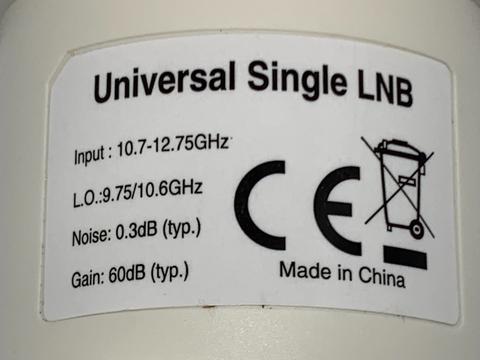 Universal Single LNB
Input : 10.7-12.75GHz
L.O.:9.75/10.6GHz
Noise: 0.3dB (typ.)
Gain: 60dB (typ.)
CE
Made in China